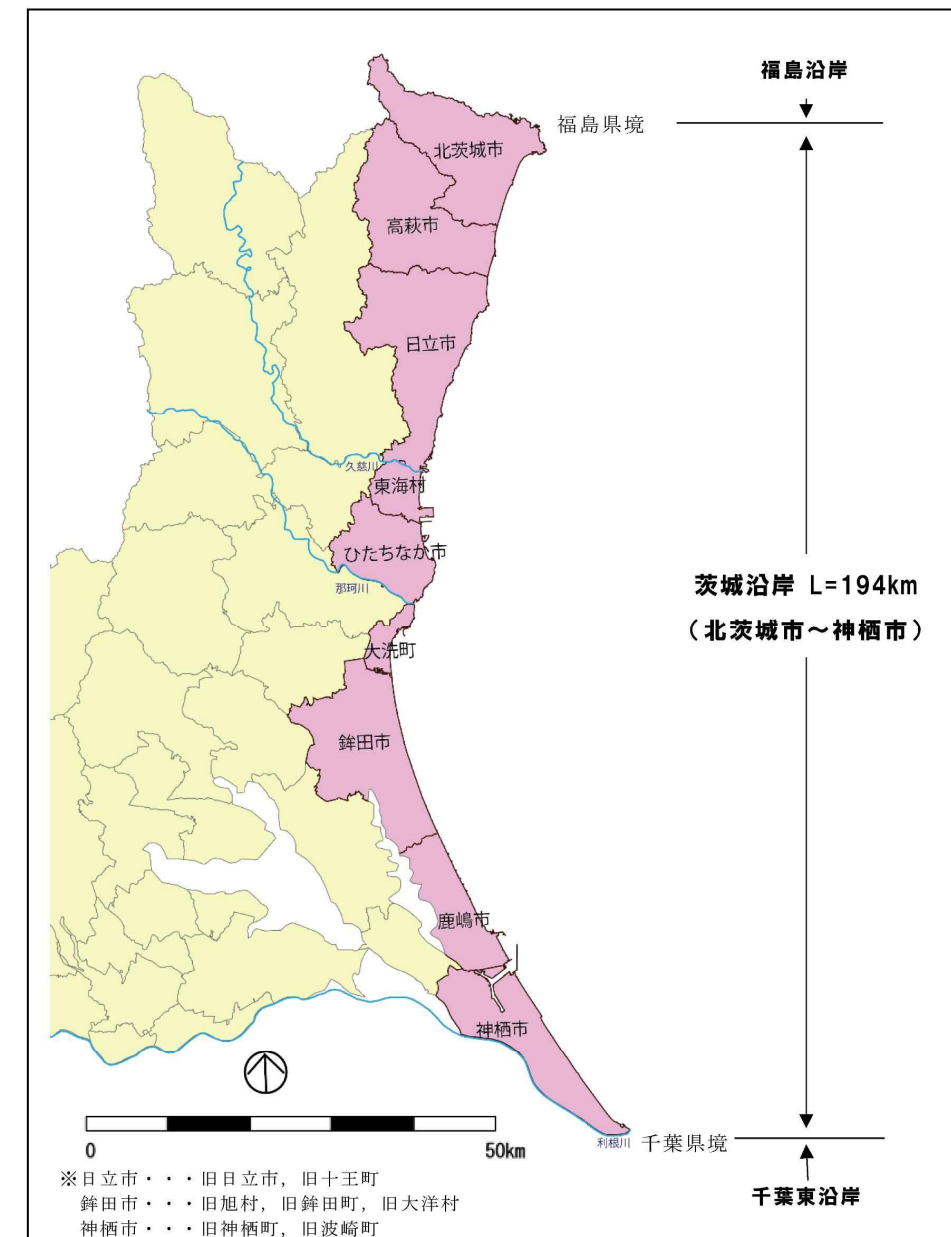 福島沿岸
福島県境
北茨城市
高萩市
日立市
久慈川
東海村
ひたちなか市
那珂川
茨城沿岸 L=194km
（北茨城市～神栖市）
大洗町
鉾田市
鹿嶋市
神栖市
0
50km
利根川
千葉県境
千葉東沿岸
※日立市・・・旧日立市，旧十王町
鉾田市・・・旧旭村，旧鉾田町，旧大洋村
神栖市・・・旧神栖町，旧波崎町